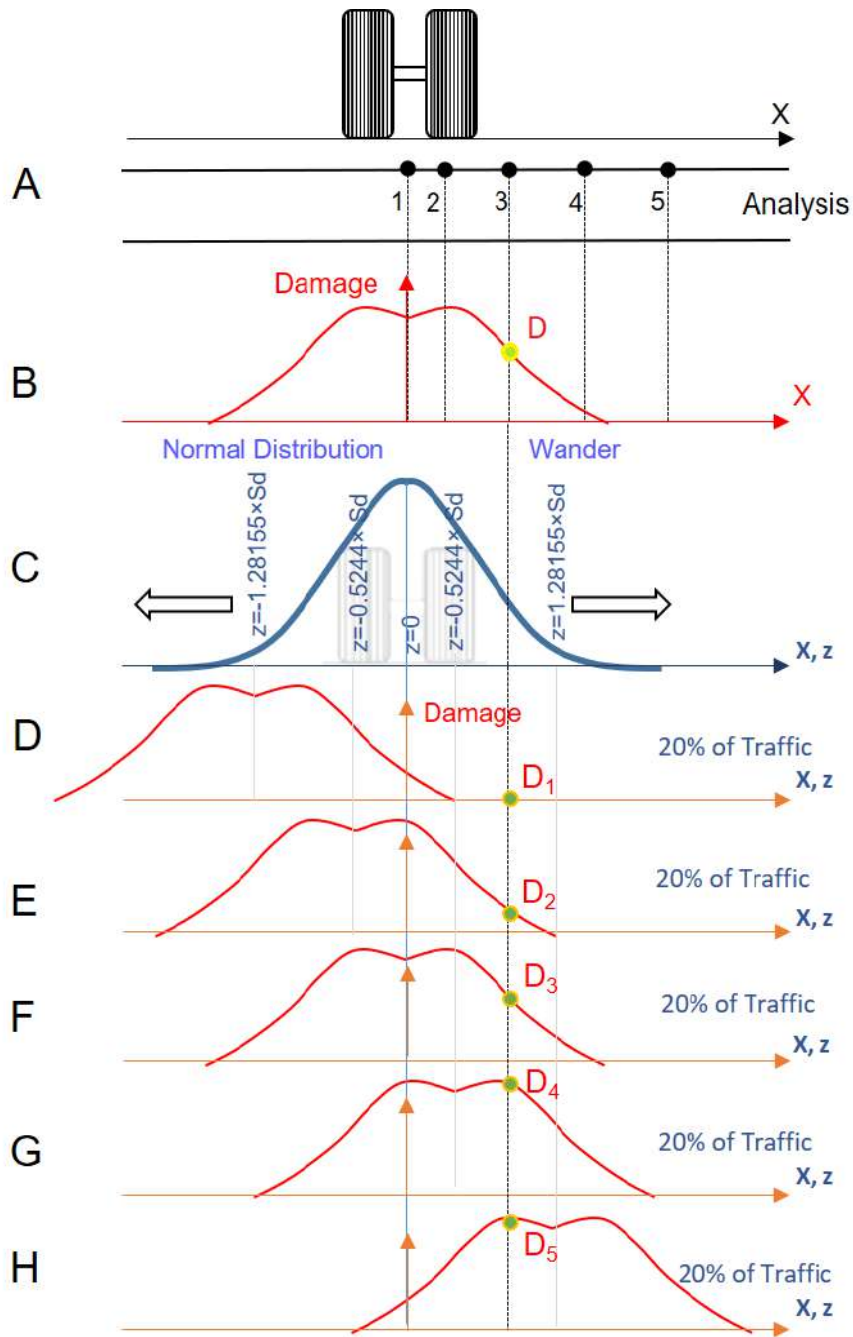 X
A
1 2 3 4 5
Analysis
Damage
D
B
X
Normal Distribution
Wander
C
z=-1.28155×Sd
z=-0.5244× Sd
z=0
z=-0.5244×Sd
z=1.28155×Sd
X, z
D
Damage
20% of Traffic
D1
X, z
E
D2
20% of Traffic
X, z
F
D3
20% of Traffic
X, z
G
D4
20% of Traffic
X, z
H
D5
20% of Traffic
X, z